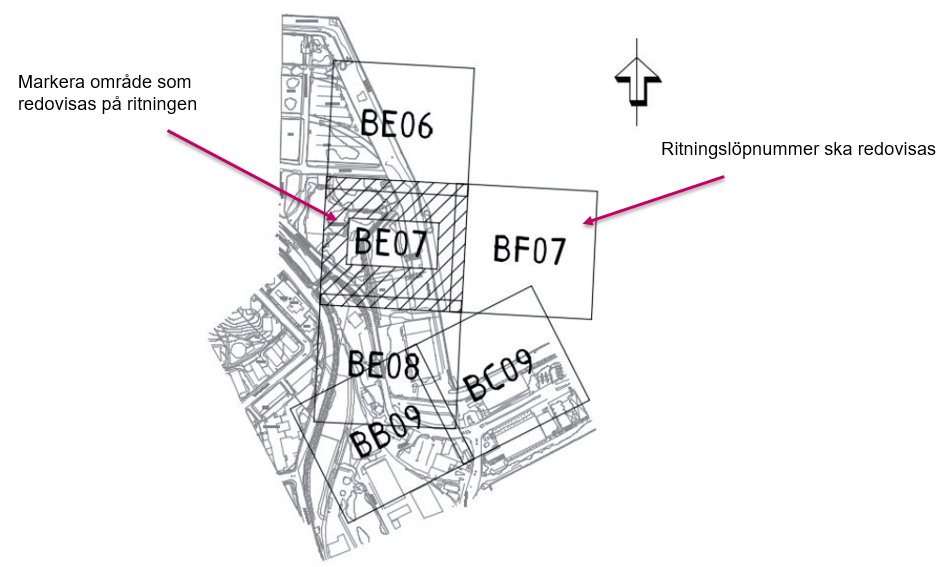 Markera område som
redovisas på ritningen
BE06
Ritningslöpnummer ska redovisas
BE07
BF07
BE08
BC09
BB09